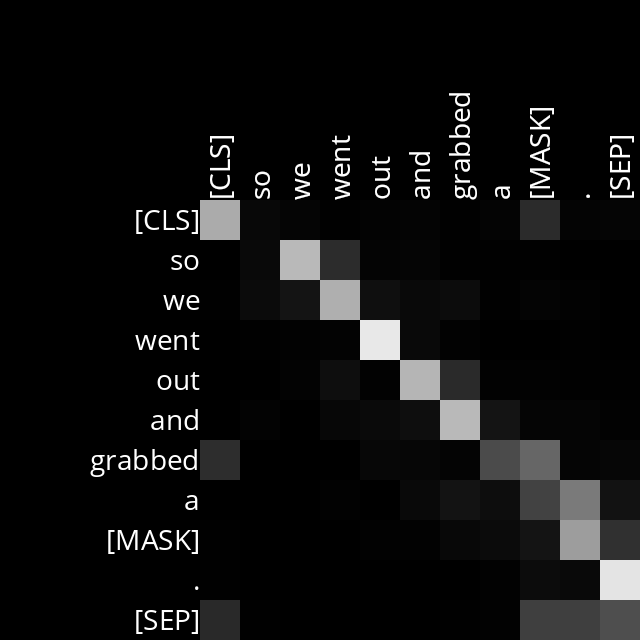 [CLS] so we went out and grabbed a [MASK] . [SEP]
[CLS]
so
we
went
out
and
grabbed
a
[MASK]
.
[SEP]